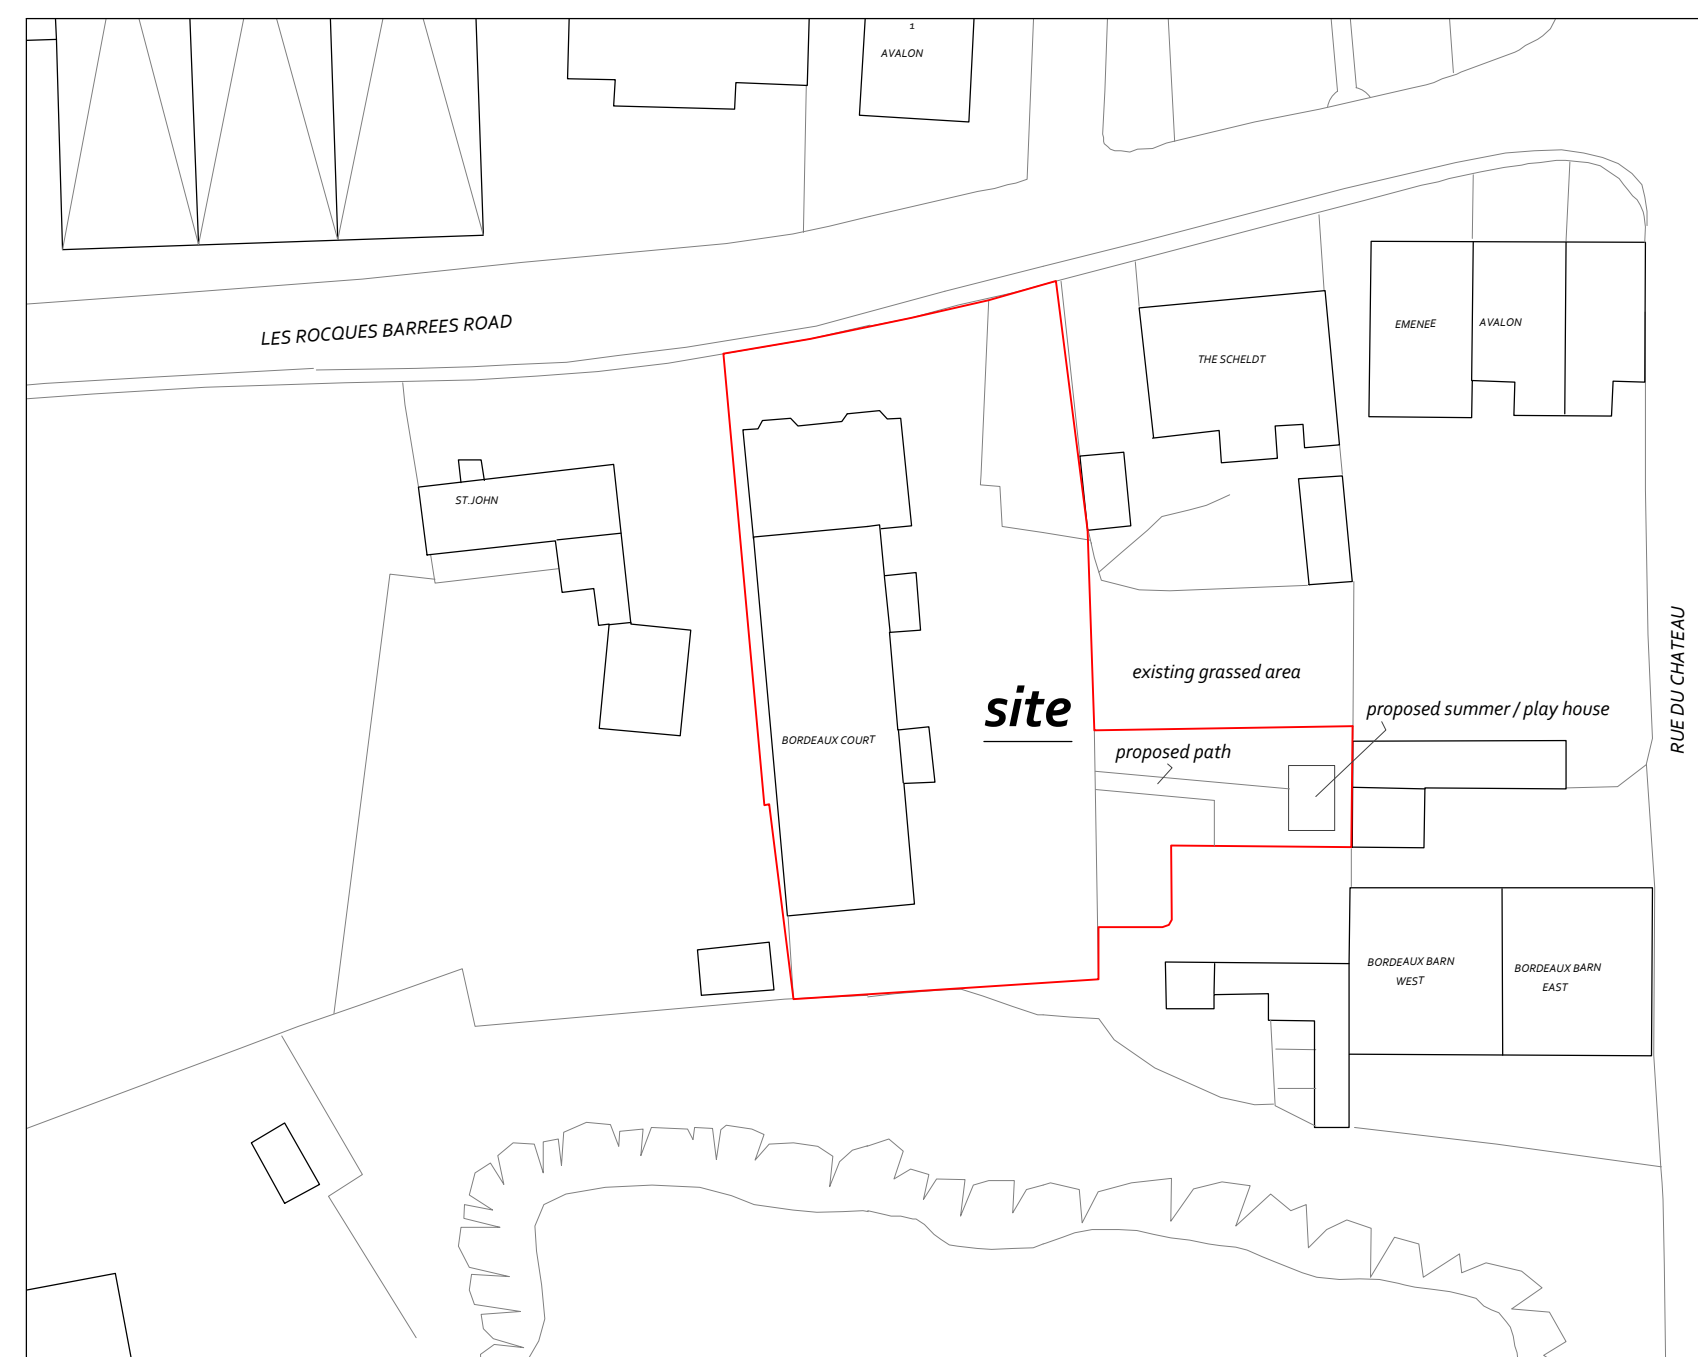 1
AVALON
LES ROCQUES BARREES ROAD
EMENEE
AVALON
THE SCHELDT
ST.JOHN
existing grassed area
RUE DU CHATEAU
site
proposed summer / play house
BORDEAUX COURT
proposed path
BORDEAUX BARN
WEST
BORDEAUX BARN
EAST